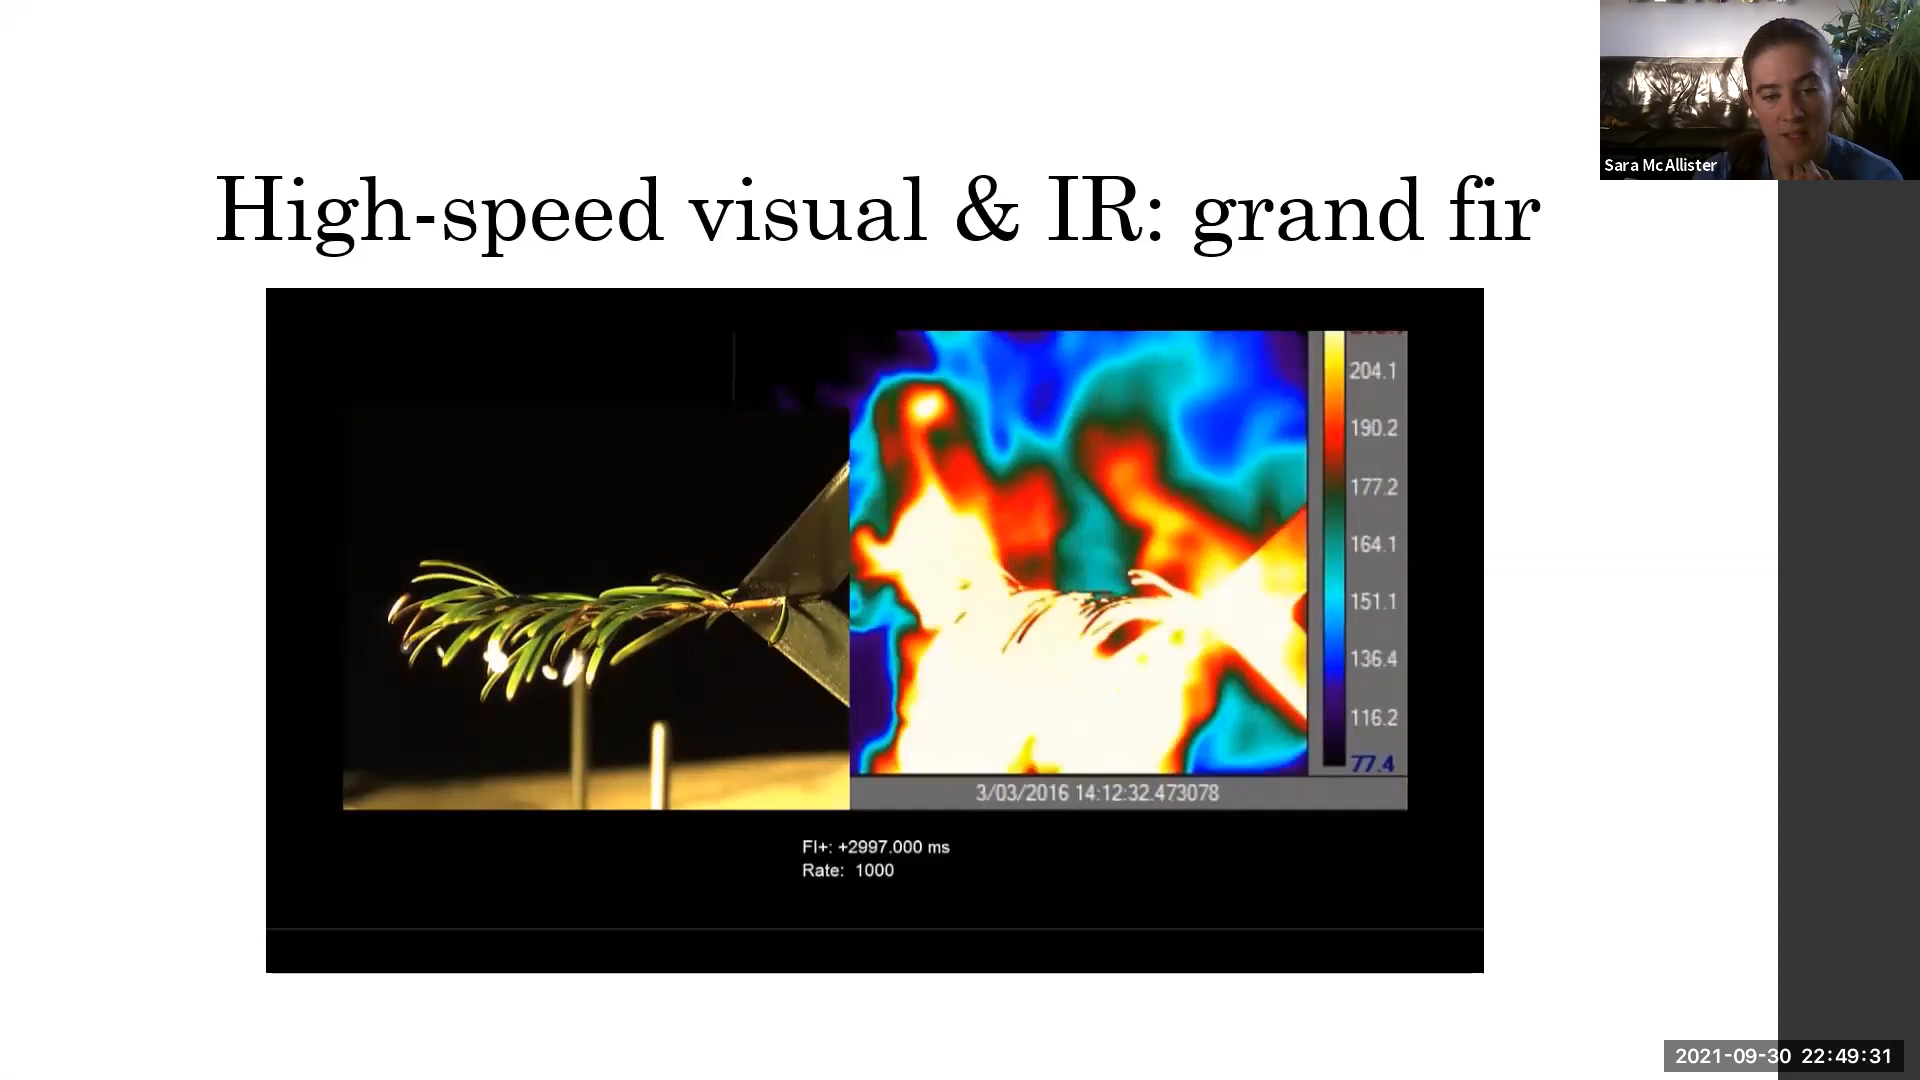 Sara McAllister
High-speed visual & IR: grand fir
204.1
190.2
177.2
164.1
151.1
136.4
116.2
77.4
3/03/2016 14:12:32.473078
FI+: +2997.000 ms
Rate: 1000
2021-09-30 22:49:31